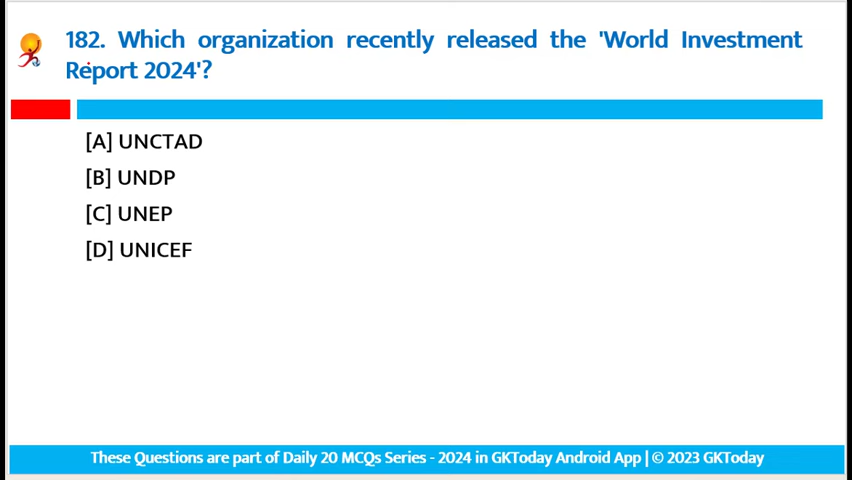 182. Which organization recently released the 'World Investment
Report 2024'?
[A] UNCTAD
[B] UNDP
[C] UNEP
[D] UNICEF
These Questions are part of Daily 20 MCQs Series - 2024 in GKToday Android App | © 2023 GKToday